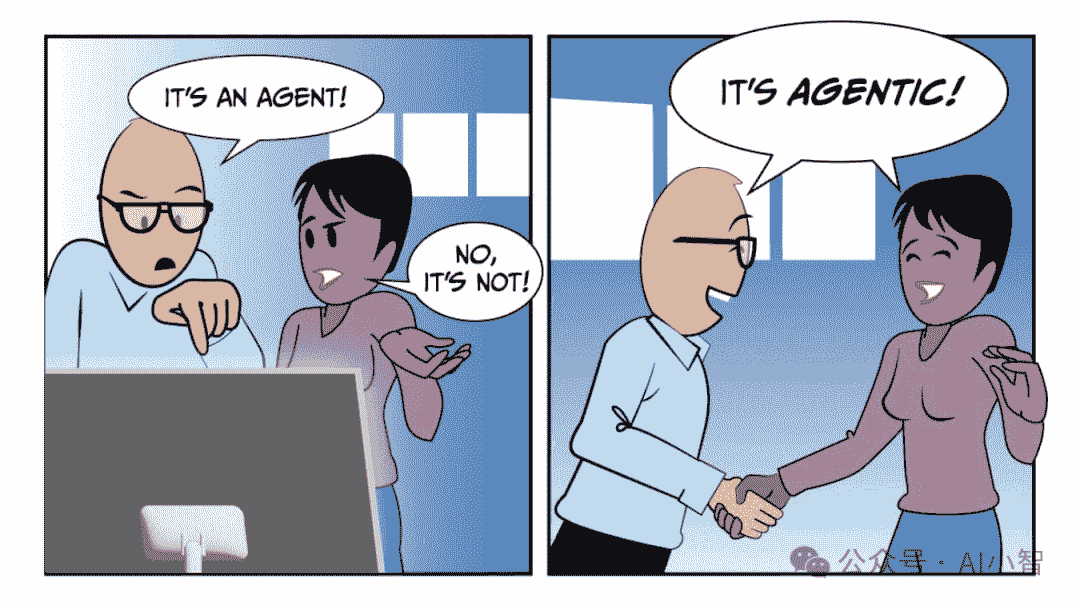 IT'S AN AGENT!
NO,
IT'S NOT!
IT'S AGENTIC!
公众号 · AI小智